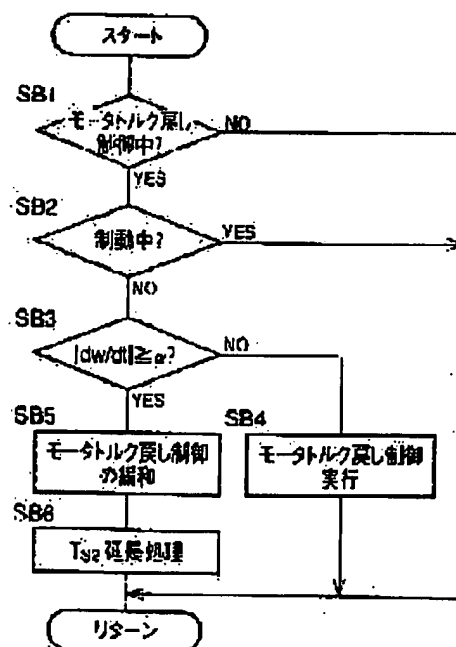 スタート
SB1
モータトルク戻し
制御中?
NO
YES
SB2
制動中?
YES
NO
SB3
|dw/dt|≧α?
NO
YES
SB5
SB4
モータトルク戻し制御
の緩和
モータトルク戻し制御
実行
SB6
Ty2 延長処理
リターン